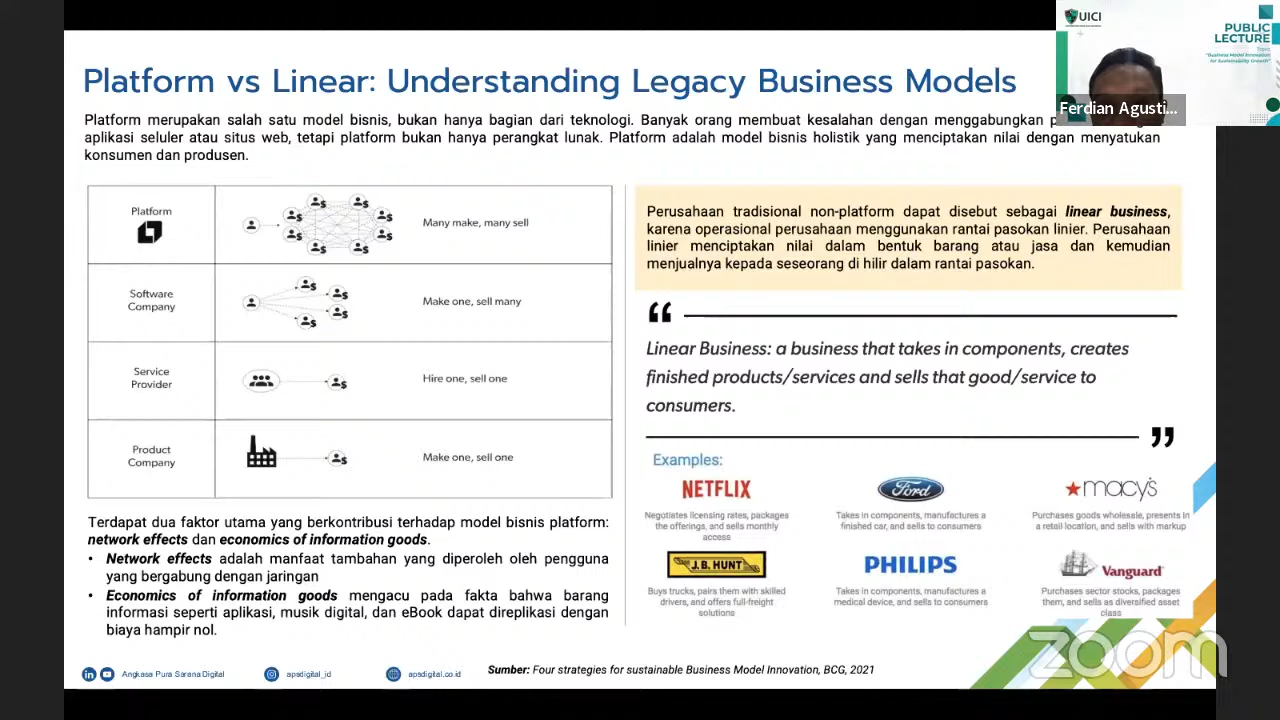 UICI
PUBLIC
LECTURE
Topic:
"Business Model Innovation
for Sustainability Growth"
Ferdian Agusti...
Platform vs Linear: Understanding Legacy Business Models
Platform merupakan salah satu model bisnis, bukan hanya bagian dari teknologi. Banyak orang membuat kesalahan dengan menggabungkan
aplikasi seluler atau situs web, tetapi platform bukan hanya perangkat lunak. Platform adalah model bisnis holistik yang menciptakan nilai dengan menyatukan
konsumen dan produsen.
Platform
Many make, many sell
Software
Company
Make one, sell many
Service
Provider
Hire one, sell one
Product
Company
Make one, sell one
Terdapat dua faktor utama yang berkontribusi terhadap model bisnis platform:
network effects dan economics of information goods.
• Network effects adalah manfaat tambahan yang diperoleh oleh pengguna
yang bergabung dengan jaringan
• Economics of information goods mengacu pada fakta bahwa barang
informasi seperti aplikasi, musik digital, dan eBook dapat direplikasi dengan
biaya hampir nol.
Perusahaan tradisional non-platform dapat disebut sebagai linear business,
karena operasional perusahaan menggunakan rantai pasokan linier. Perusahaan
linier menciptakan nilai dalam bentuk barang atau jasa dan kemudian
menjualnya kepada seseorang di hilir dalam rantai pasokan.
“
Linear Business: a business that takes in components, creates
finished products/services and sells that good/service to
consumers.
”
Examples:
NETFLIX
Negotiates licensing rates, packages
the offerings, and sells monthly
access
Ford
Takes in components, manufactures a
finished car, and sells to consumers
macy's
Purchases goods wholesale, presents in
a retail location, and sells with markup
J.B. HUNT
Buys trucks, pairs them with skilled
drivers, and offers full-freight
solutions
PHILIPS
Takes in components, manufactures a
medical device, and sells to consumers
Vanguard
Purchases sector stocks, packages
them, and sells as diversified asset
class
Angkasa Pura Sarana Digital
apsdigital_id
apsdigital.co.id
Sumber: Four strategies for sustainable Business Model Innovation, BCG, 2021
zoom